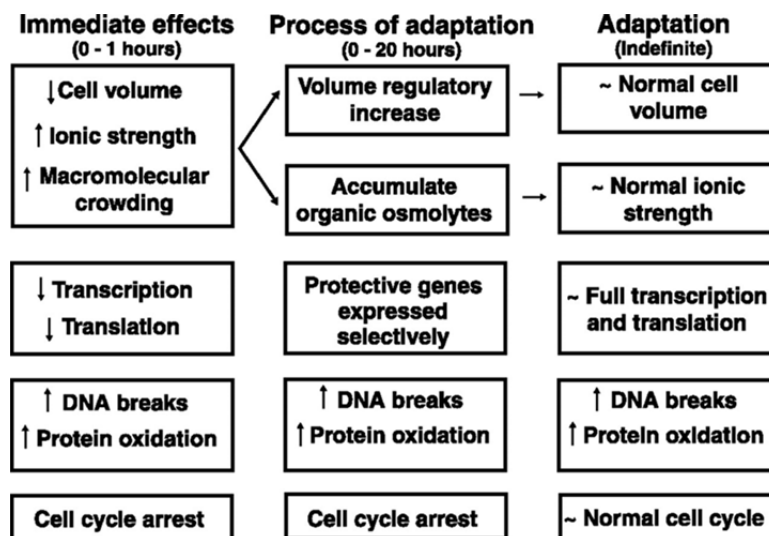 Immediate effects
(0 - 1 hours)
Process of adaptation
(0 - 20 hours)
Adaptation
(Indefinite)
↓Cell volume
↑ Ionic strength
↑ Macromolecular
crowding
Volume regulatory
increase
~ Normal cell
volume
Accumulate
organic osmolytes
~ Normal ionic
strength
↓ Transcription
↓ Translation
Protective genes
expressed
selectively
~ Full transcription
and translation
↑ DNA breaks
↑ Protein oxidation
↑ DNA breaks
↑ Protein oxidation
↑ DNA breaks
↑ Protein oxidation
Cell cycle arrest
Cell cycle arrest
~ Normal cell cycle